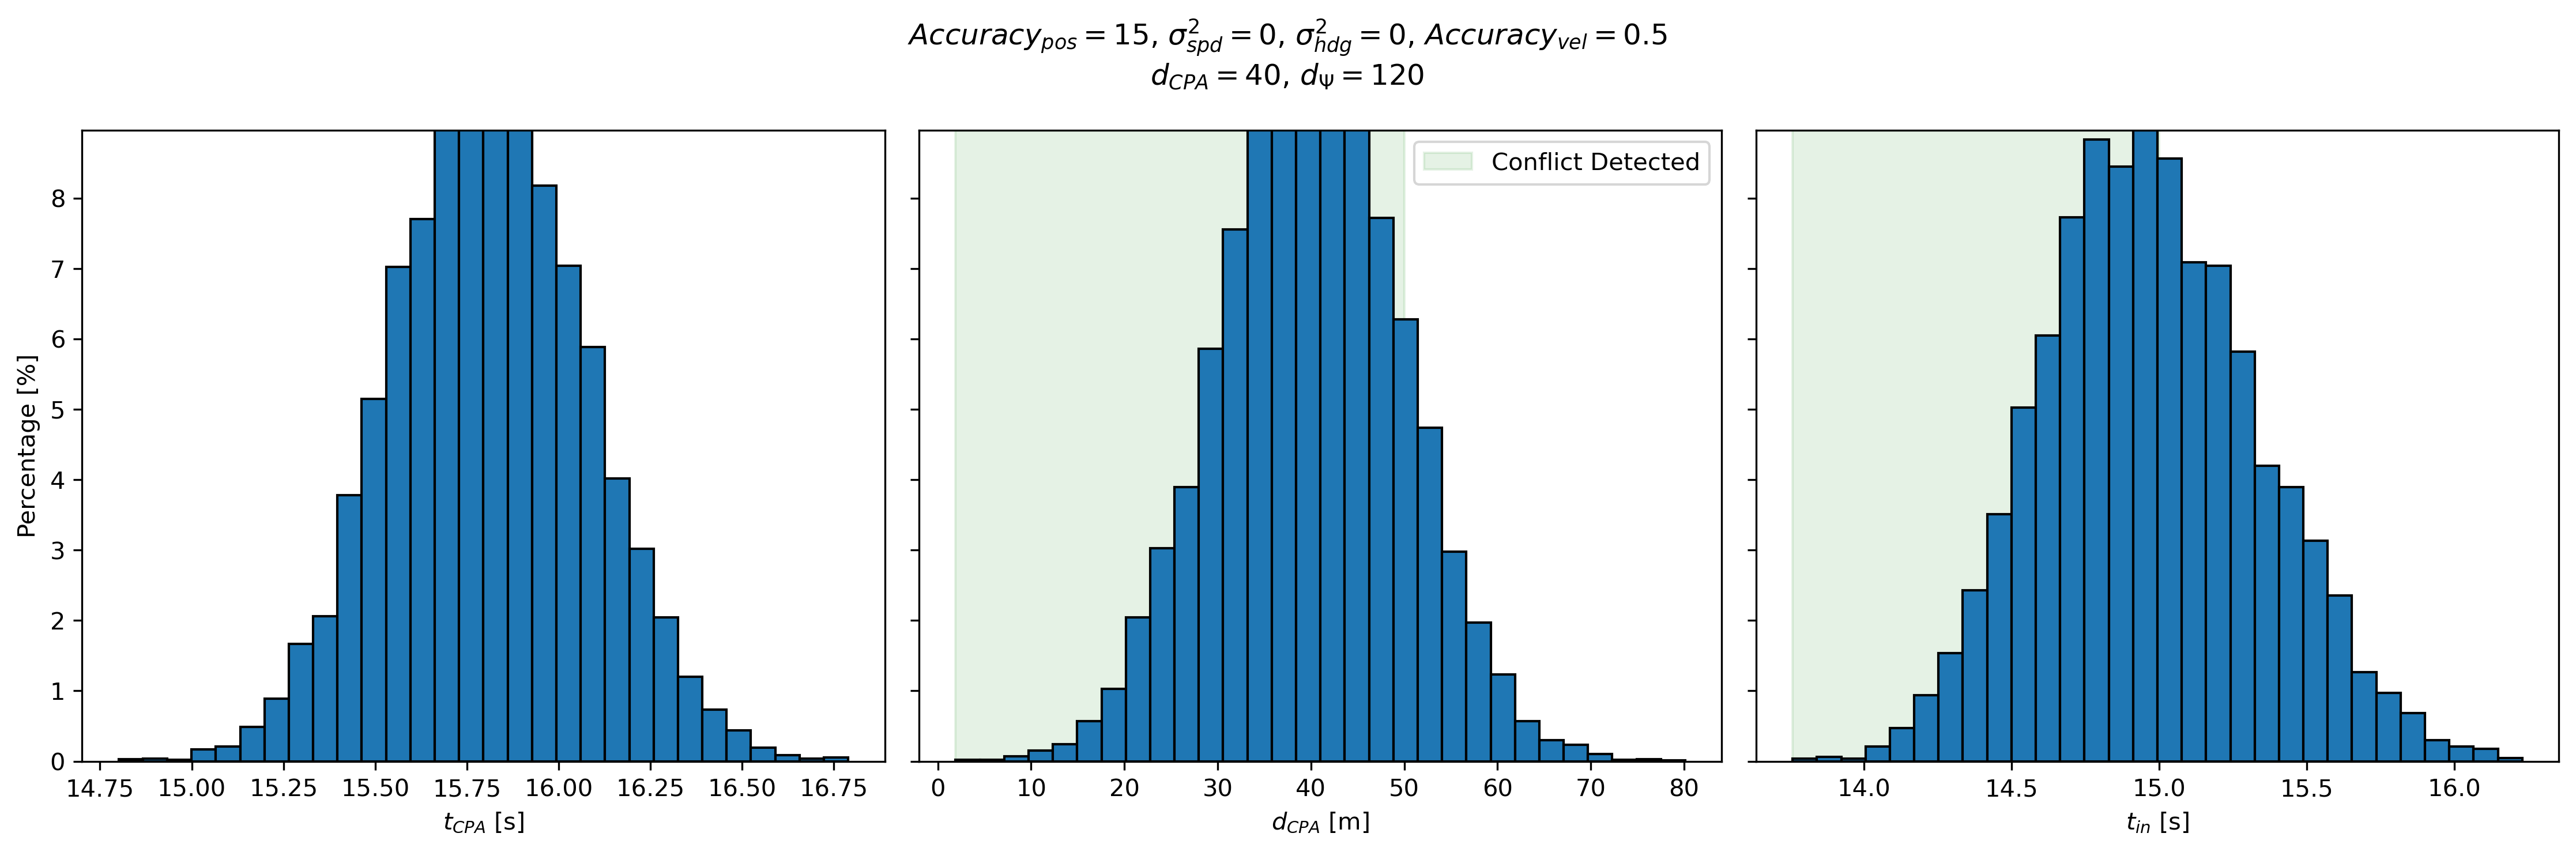 Accuracy_pos = 15, σ²_spd = 0, σ²_hdg = 0, Accuracy_vel = 0.5
d_CPA = 40, d_Ψ = 120
Percentage [%]
8
7
6
5
4
3
2
1
0
14.75 15.00 15.25 15.50 15.75 16.00 16.25 16.50 16.75
t_CPA [s]
Conflict Detected
0 10 20 30 40 50 60 70 80
d_CPA [m]
14.0 14.5 15.0 15.5 16.0
t_in [s]